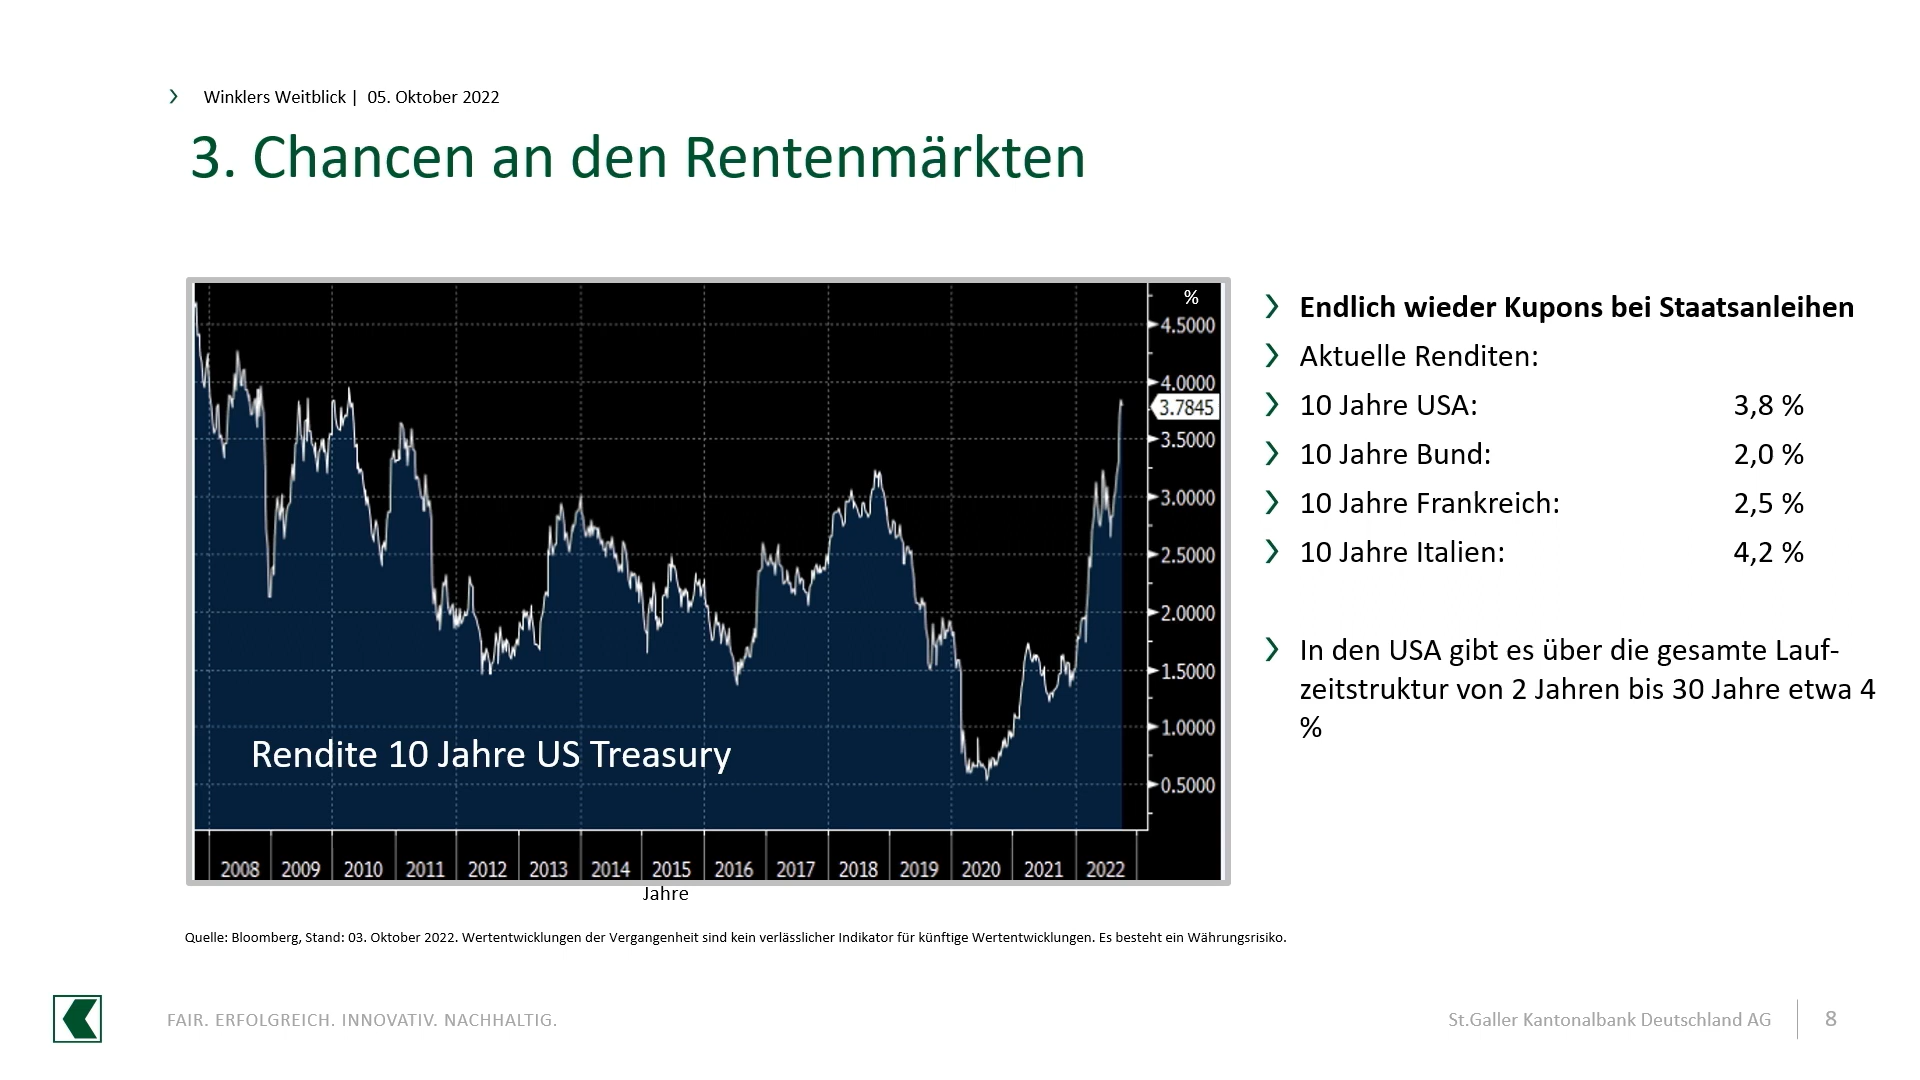 Winklers Weitblick | 05. Oktober 2022
3. Chancen an den Rentenmärkten
%
4.5000
4.0000
3.7845
3.5000
3.0000
2.5000
2.0000
1.5000
1.0000
0.5000
Rendite 10 Jahre US Treasury
2008 2009 2010 2011 2012 2013 2014 2015 2016 2017 2018 2019 2020 2021 2022
Jahre
Endlich wieder Kupons bei Staatsanleihen
Aktuelle Renditen:
10 Jahre USA: 3,8 %
10 Jahre Bund: 2,0 %
10 Jahre Frankreich: 2,5 %
10 Jahre Italien: 4,2 %
In den USA gibt es über die gesamte Lauf-
zeitstruktur von 2 Jahren bis 30 Jahre etwa 4
%
Quelle: Bloomberg, Stand: 03. Oktober 2022. Wertentwicklungen der Vergangenheit sind kein verlässlicher Indikator für künftige Wertentwicklungen. Es besteht ein Währungsrisiko.
FAIR. ERFOLGREICH. INNOVATIV. NACHHALTIG.
St.Galler Kantonalbank Deutschland AG
8